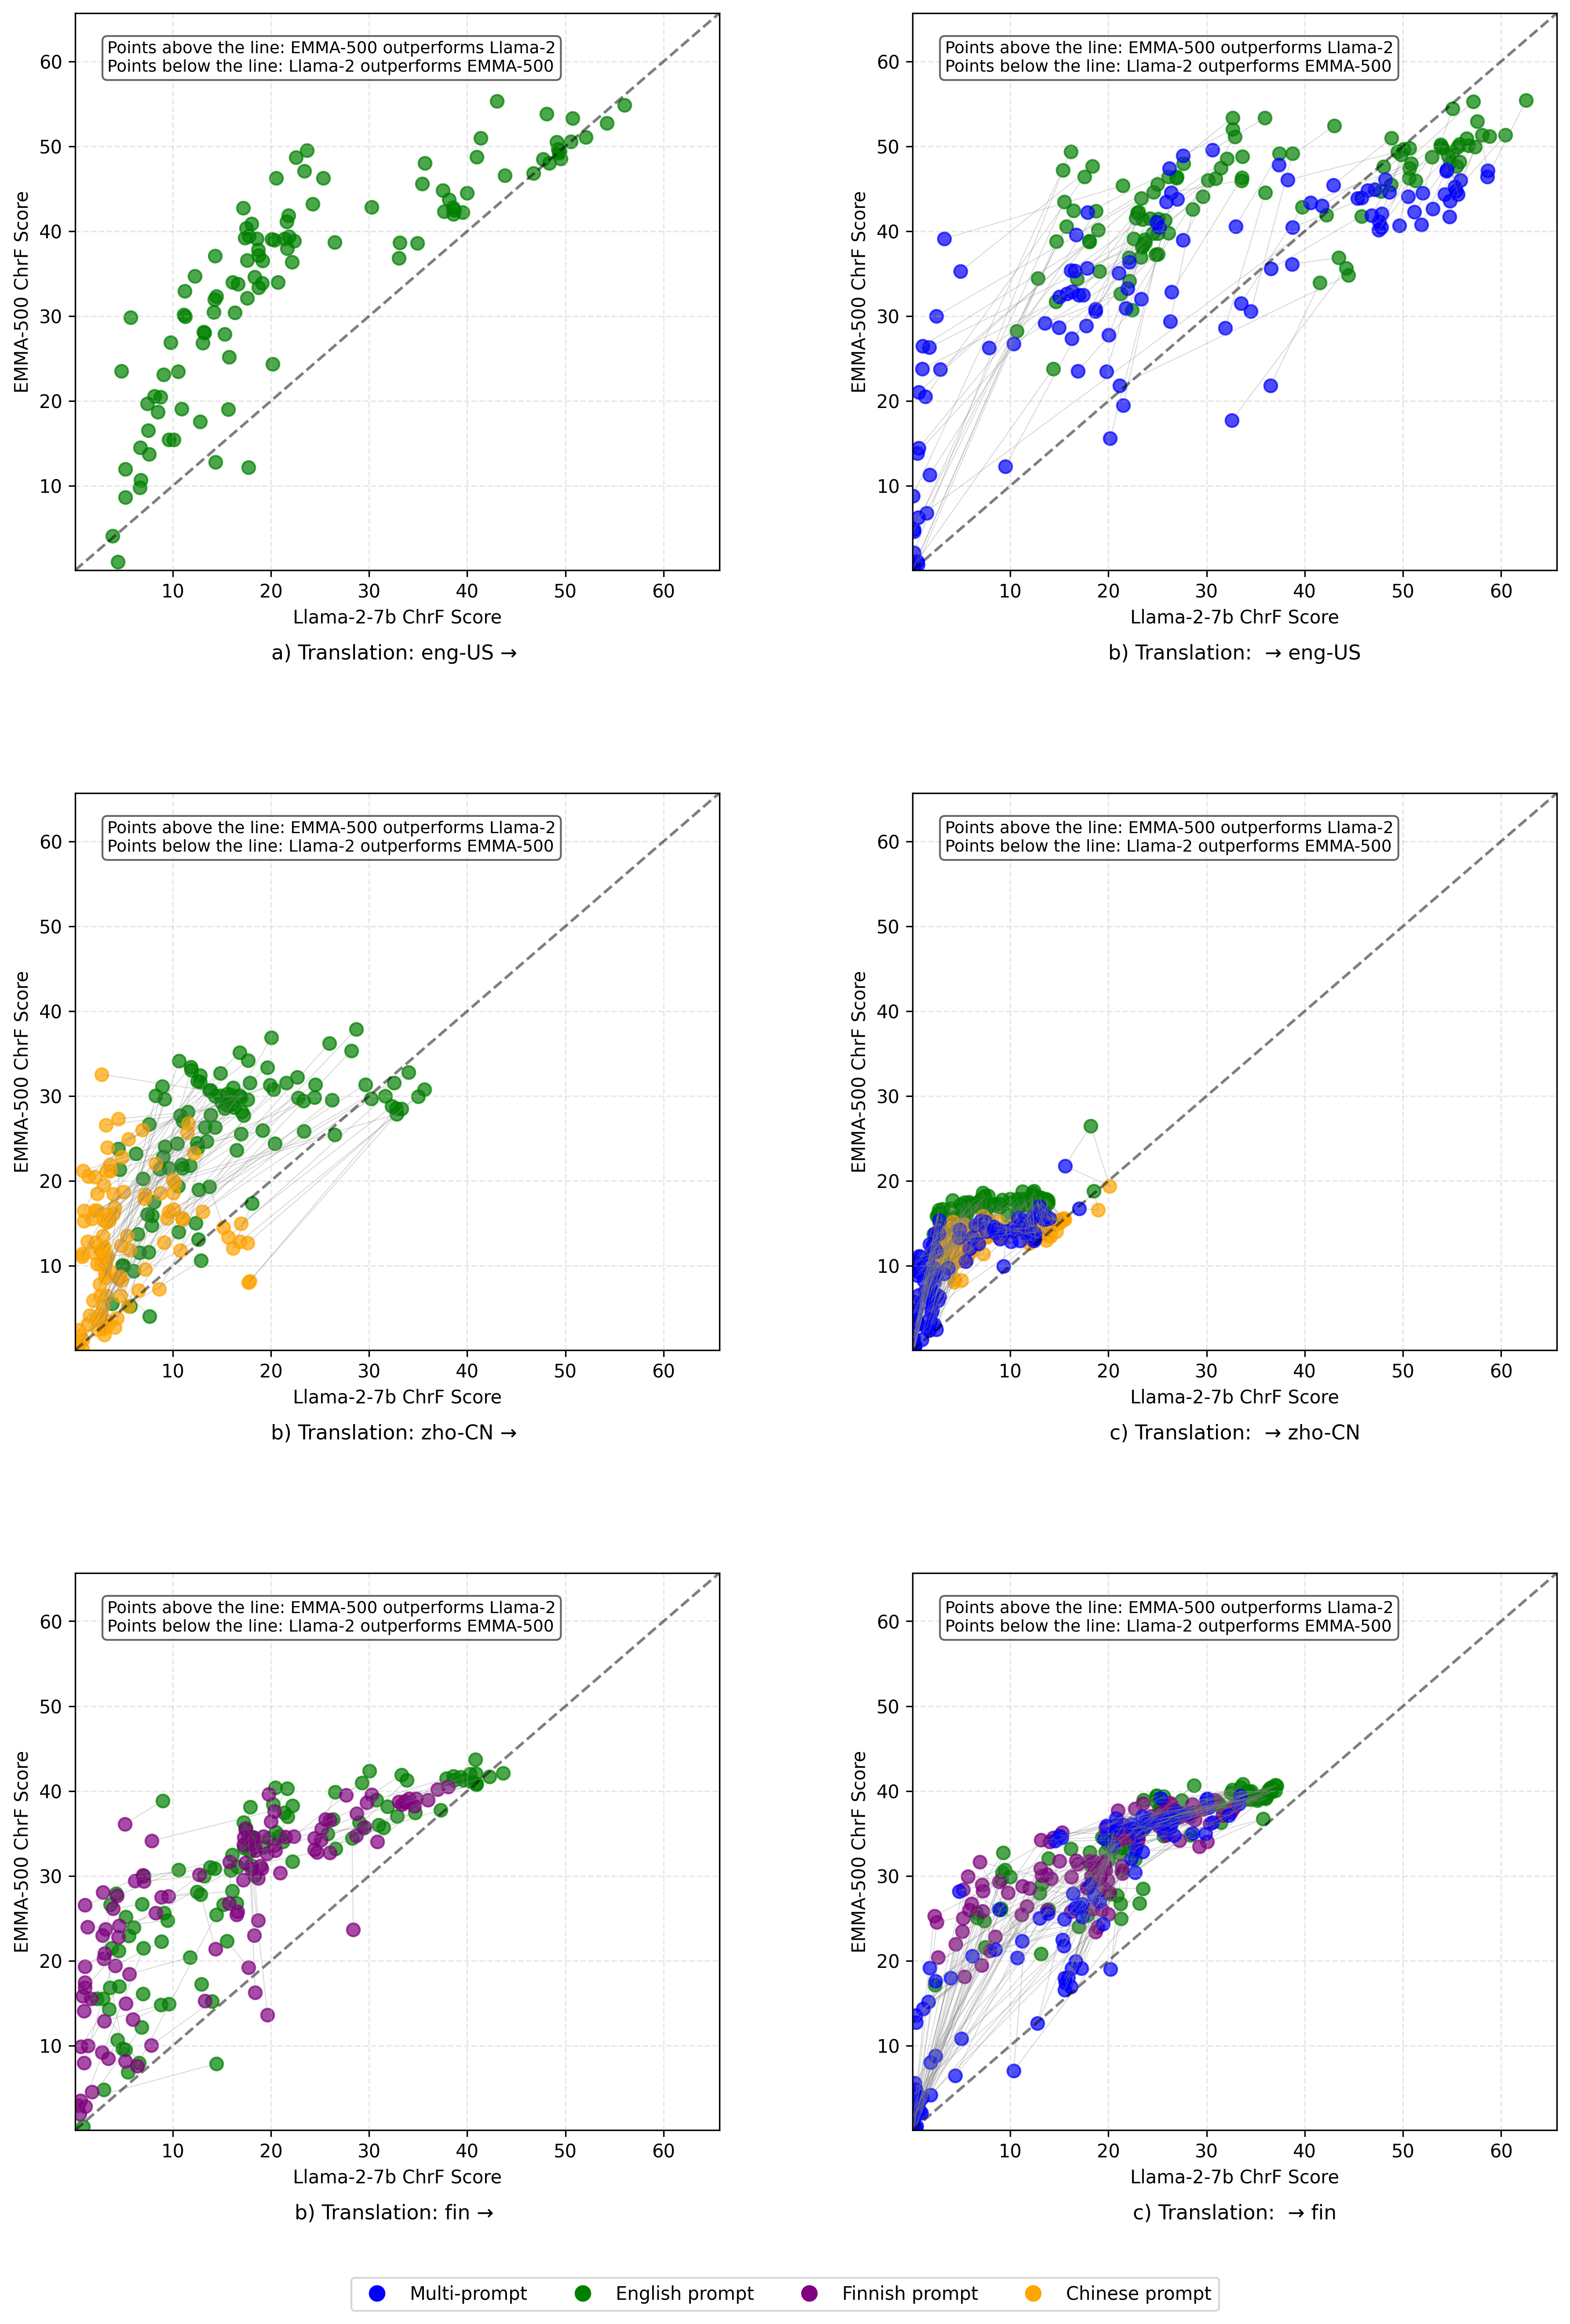 Points above the line: EMMA-500 outperforms Llama-2
Points below the line: Llama-2 outperforms EMMA-500
EMMA-500 ChrF Score
60
50
40
30
20
10
10 20 30 40 50 60
Llama-2-7b ChrF Score
a) Translation: eng-US →
Points above the line: EMMA-500 outperforms Llama-2
Points below the line: Llama-2 outperforms EMMA-500
EMMA-500 ChrF Score
60
50
40
30
20
10
10 20 30 40 50 60
Llama-2-7b ChrF Score
b) Translation: → eng-US
Points above the line: EMMA-500 outperforms Llama-2
Points below the line: Llama-2 outperforms EMMA-500
EMMA-500 ChrF Score
60
50
40
30
20
10
10 20 30 40 50 60
Llama-2-7b ChrF Score
b) Translation: zho-CN →
Points above the line: EMMA-500 outperforms Llama-2
Points below the line: Llama-2 outperforms EMMA-500
EMMA-500 ChrF Score
60
50
40
30
20
10
10 20 30 40 50 60
Llama-2-7b ChrF Score
c) Translation: → zho-CN
Points above the line: EMMA-500 outperforms Llama-2
Points below the line: Llama-2 outperforms EMMA-500
EMMA-500 ChrF Score
60
50
40
30
20
10
10 20 30 40 50 60
Llama-2-7b ChrF Score
b) Translation: fin →
Points above the line: EMMA-500 outperforms Llama-2
Points below the line: Llama-2 outperforms EMMA-500
EMMA-500 ChrF Score
60
50
40
30
20
10
10 20 30 40 50 60
Llama-2-7b ChrF Score
c) Translation: → fin
Multi-prompt English prompt Finnish prompt Chinese prompt